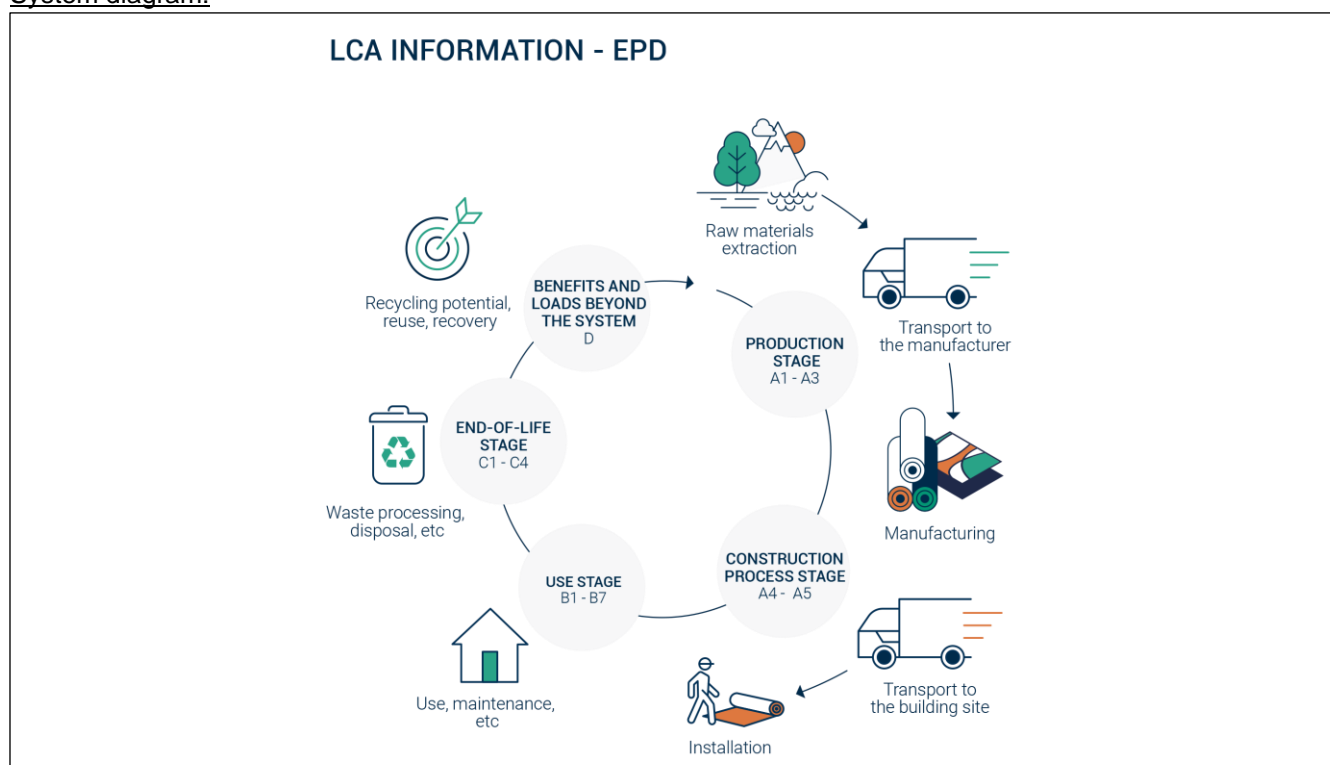 System diagram:
LCA INFORMATION - EPD
Raw materials
extraction
Transport to
the manufacturer
Manufacturing
Transport to
the building site
Installation
Use, maintenance,
etc
Waste processing,
disposal, etc
Recycling potential,
reuse, recovery
BENEFITS AND
LOADS BEYOND
THE SYSTEM
D
PRODUCTION
STAGE
A1 - A3
CONSTRUCTION
PROCESS STAGE
A4 - A5
USE STAGE
B1 - B7
END-OF-LIFE
STAGE
C1 - C4